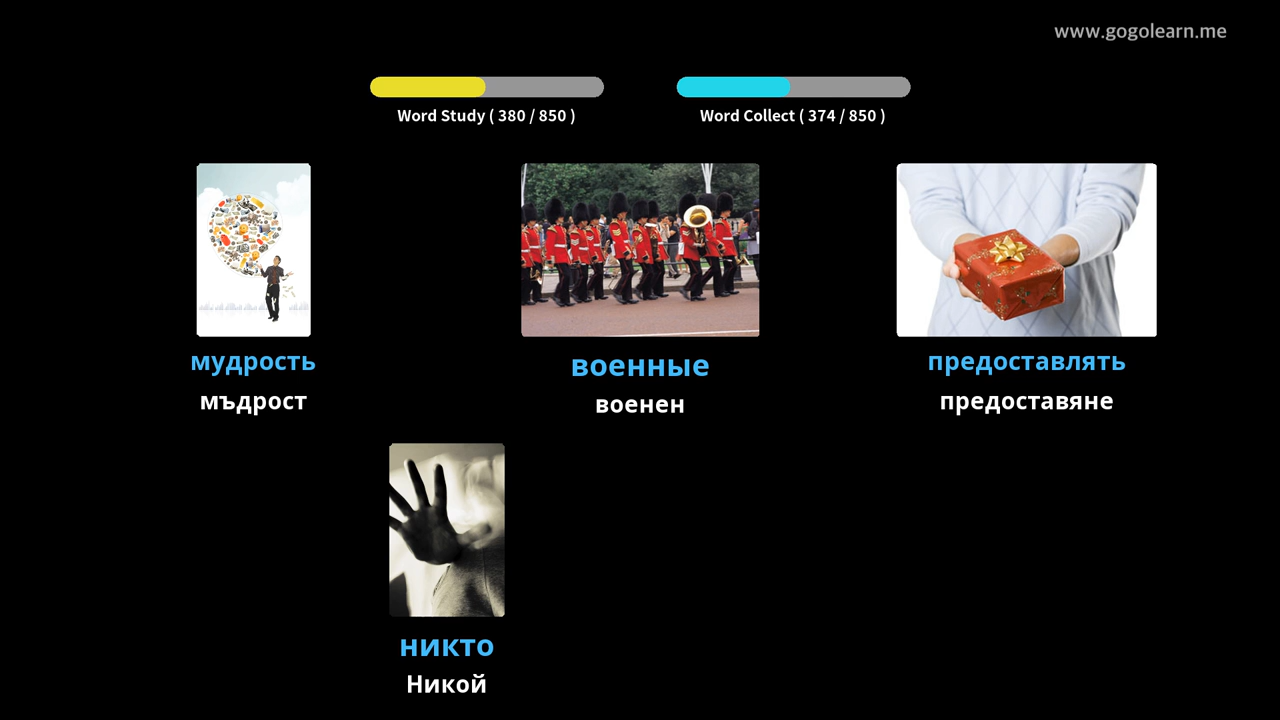 www.gogolearn.me
Word Study ( 380 / 850 )
Word Collect ( 374 / 850 )
мудрость
мъдрост
военные
военен
предоставлять
предоставяне
никто
Никой